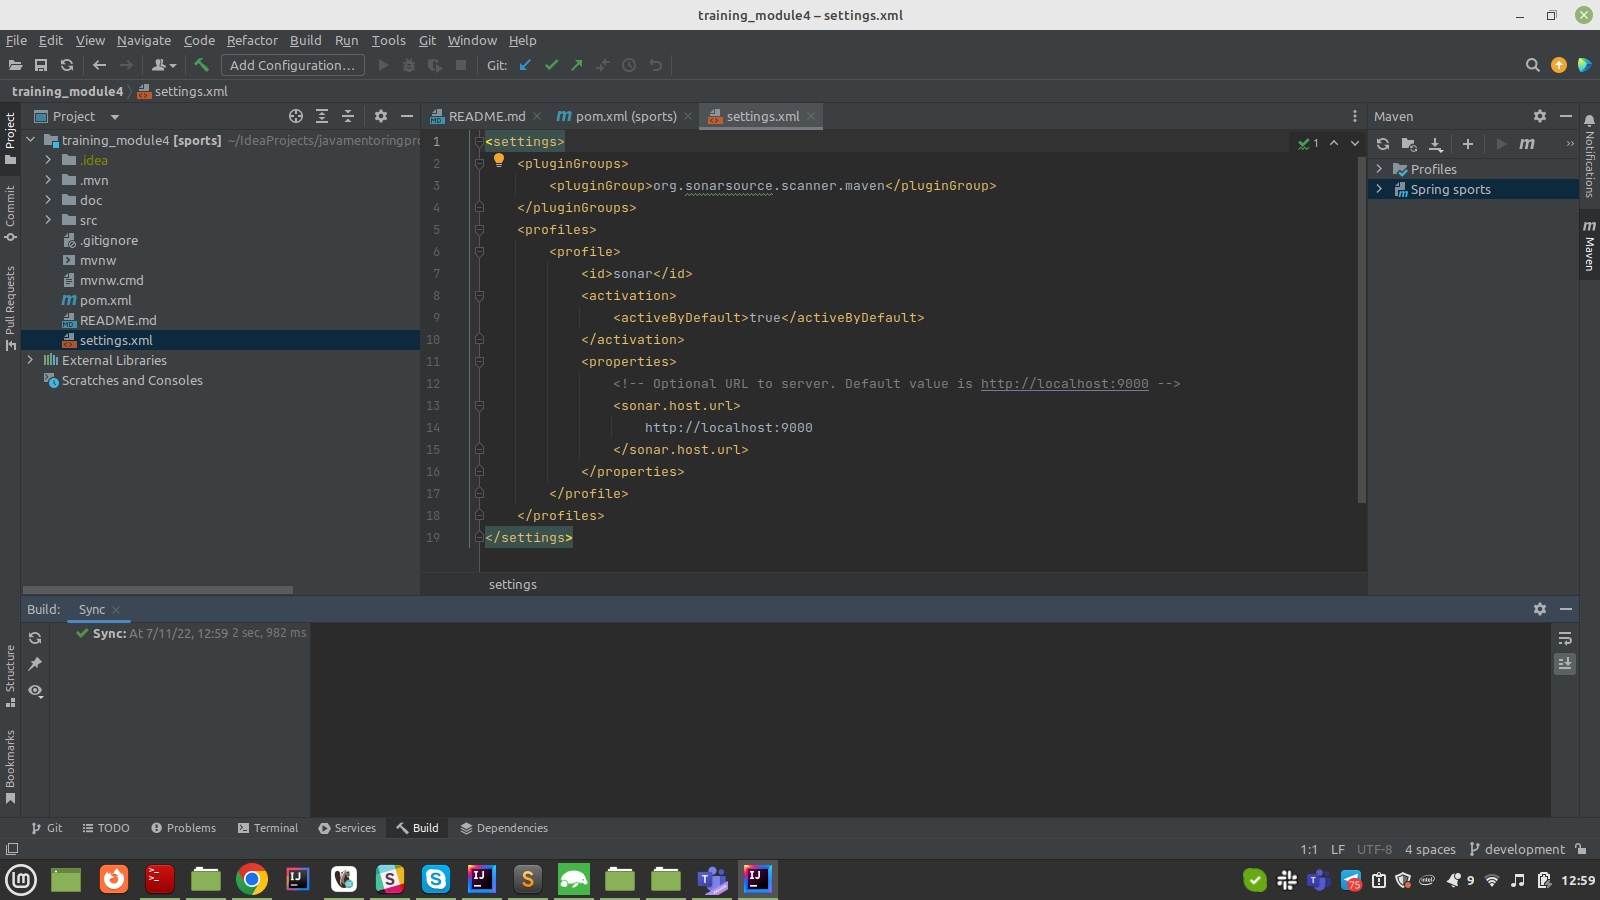 training_module4 – settings.xml
File Edit View Navigate Code Refactor Build Run Tools Git Window Help
Add Configuration... Git:
training_module4 settings.xml
Project
README.md
pom.xml (sports)
settings.xml
Maven
training_module4 [sports] ~/IdeaProjects/javamentoringpro
.idea
.mvn
doc
src
.gitignore
mvnw
mvnw.cmd
pom.xml
README.md
settings.xml
External Libraries
Scratches and Consoles
1 <settings>
2 <pluginGroups>
3 <pluginGroup>org.sonarsource.scanner.maven</pluginGroup>
4 </pluginGroups>
5 <profiles>
6 <profile>
7 <id>sonar</id>
8 <activation>
9 <activeByDefault>true</activeByDefault>
10 </activation>
11 <properties>
12 <!-- Optional URL to server. Default value is http://localhost:9000 -->
13 <sonar.host.url>
14 http://localhost:9000
15 </sonar.host.url>
16 </properties>
17 </profile>
18 </profiles>
19 </settings>
1
settings
Profiles
Spring sports
Project
Commit
Pull Requests
Structure
Bookmarks
Notifications
Maven
Build: Sync
Sync: At 7/11/22, 12:59 2 sec, 982 ms
Git TODO Problems Terminal Services Build Dependencies
1:1 LF UTF-8 4 spaces development
75 9 12:59